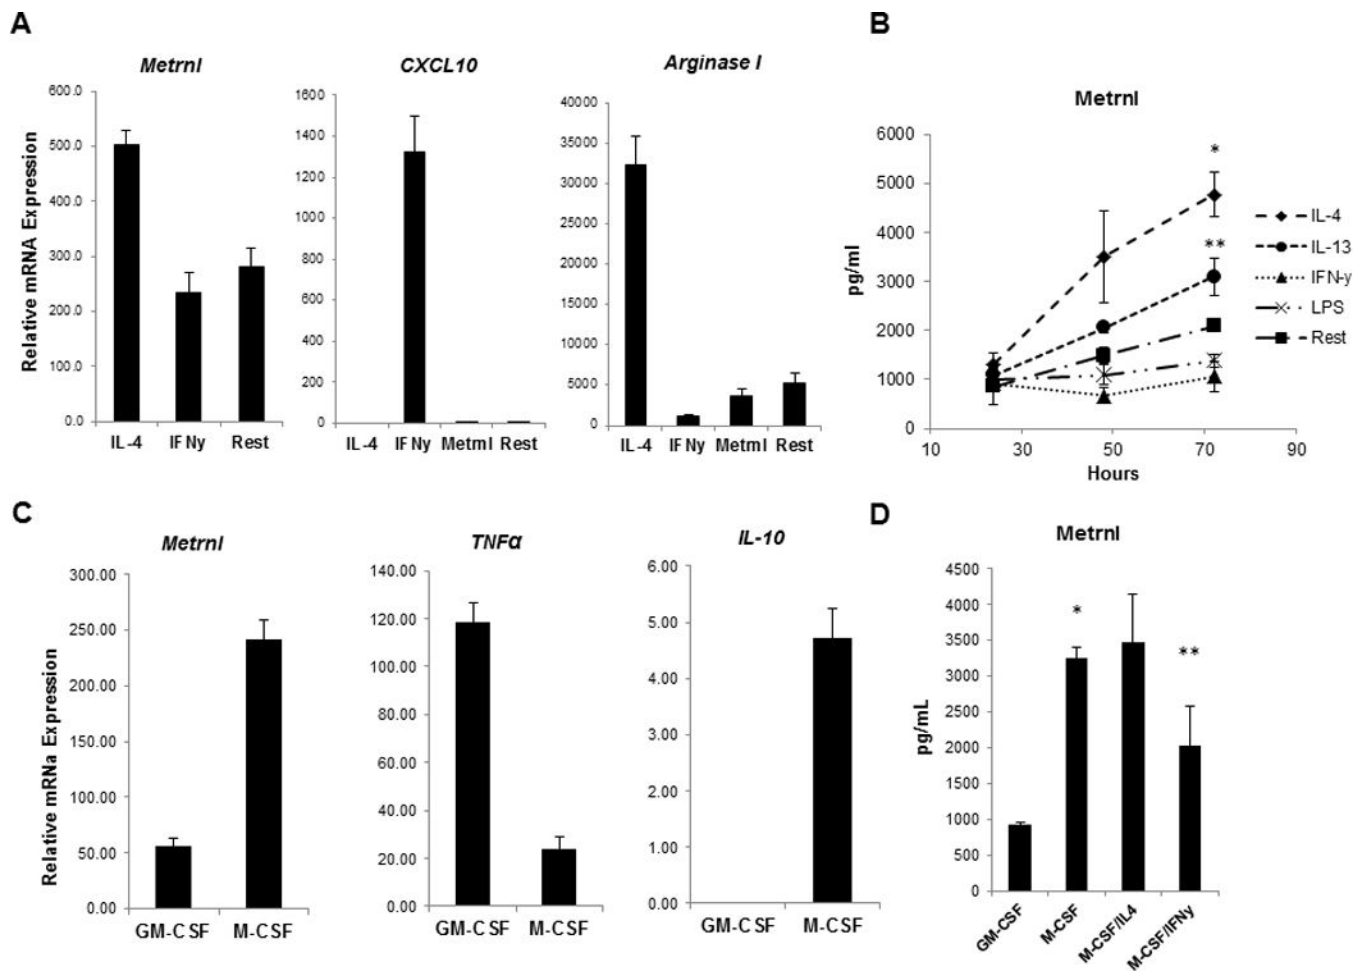 A
B
Metrnl
CXCL10
Arginase I
Metrnl
Relative mRNA Expression
600.0
500.0
400.0
300.0
200.0
100.0
0.0
IL-4 IFNy Rest
1600
1400
1200
1000
800
600
400
200
0
IL-4 IFNy Metrnl Rest
40000
35000
30000
25000
20000
15000
10000
5000
0
IL-4 IFNy Metrnl Rest
pg/ml
6000
5000
4000
3000
2000
1000
0
10 30 50 70 90
Hours
*
**
IL-4
IL-13
IFN-y
LPS
Rest
C
D
Metrnl
TNFα
IL-10
Metrnl
Relative mRNa Expression
300.00
250.00
200.00
150.00
100.00
50.00
0.00
GM-CSF M-CSF
140.00
120.00
100.00
80.00
60.00
40.00
20.00
0.00
GM-CSF M-CSF
6.00
5.00
4.00
3.00
2.00
1.00
0.00
GM-CSF M-CSF
pg/mL
4500
4000
3500
3000
2500
2000
1500
1000
500
0
*
**
GM-CSF
M-CSF
M-CSF/IL4
M-CSF/IFNy